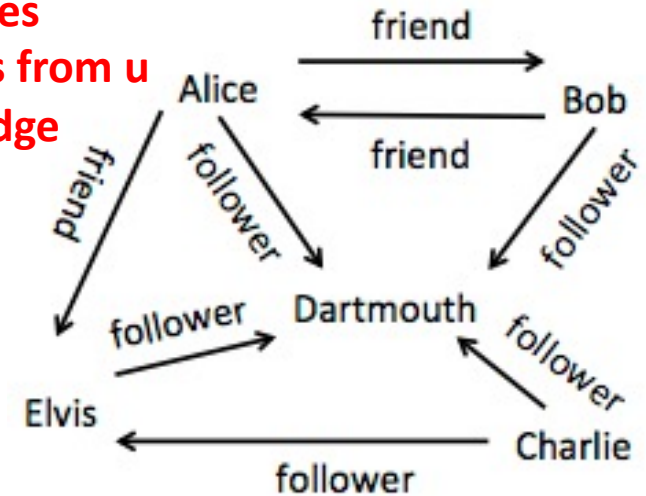 es
s from u
dge
friend
Alice
Bob
friend
friend
follower
follower
Dartmouth
follower
follower
Elvis
Charlie
follower